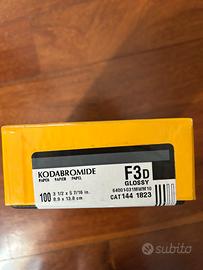 KODABROMIDE
PAPER PAPIER PAPEL
F3D
GLOSSY
100 3 1/2 x 5 7/16 in.
8.9 x 13.8 cm
CAT 144 1823
subito